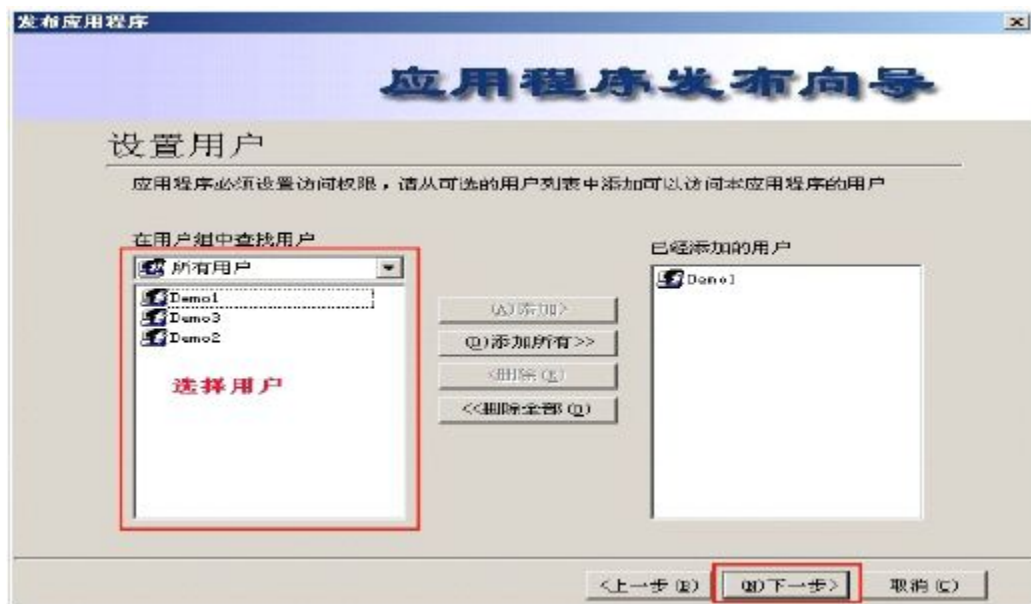 发布应用程序
应用程序发布向导
设置用户
应用程序必须设置访问权限，请从可选的用户列表中添加可以访问本应用程序的用户
在用户组中查找用户
所有用户
Demo1
Demo3
Demo2
选择用户
(A)添加>
(O)添加所有>>
<删除(R)
<<删除全部(D)
已经添加的用户
Demo1
<上一步(B)
(N)下一步>
取消(C)